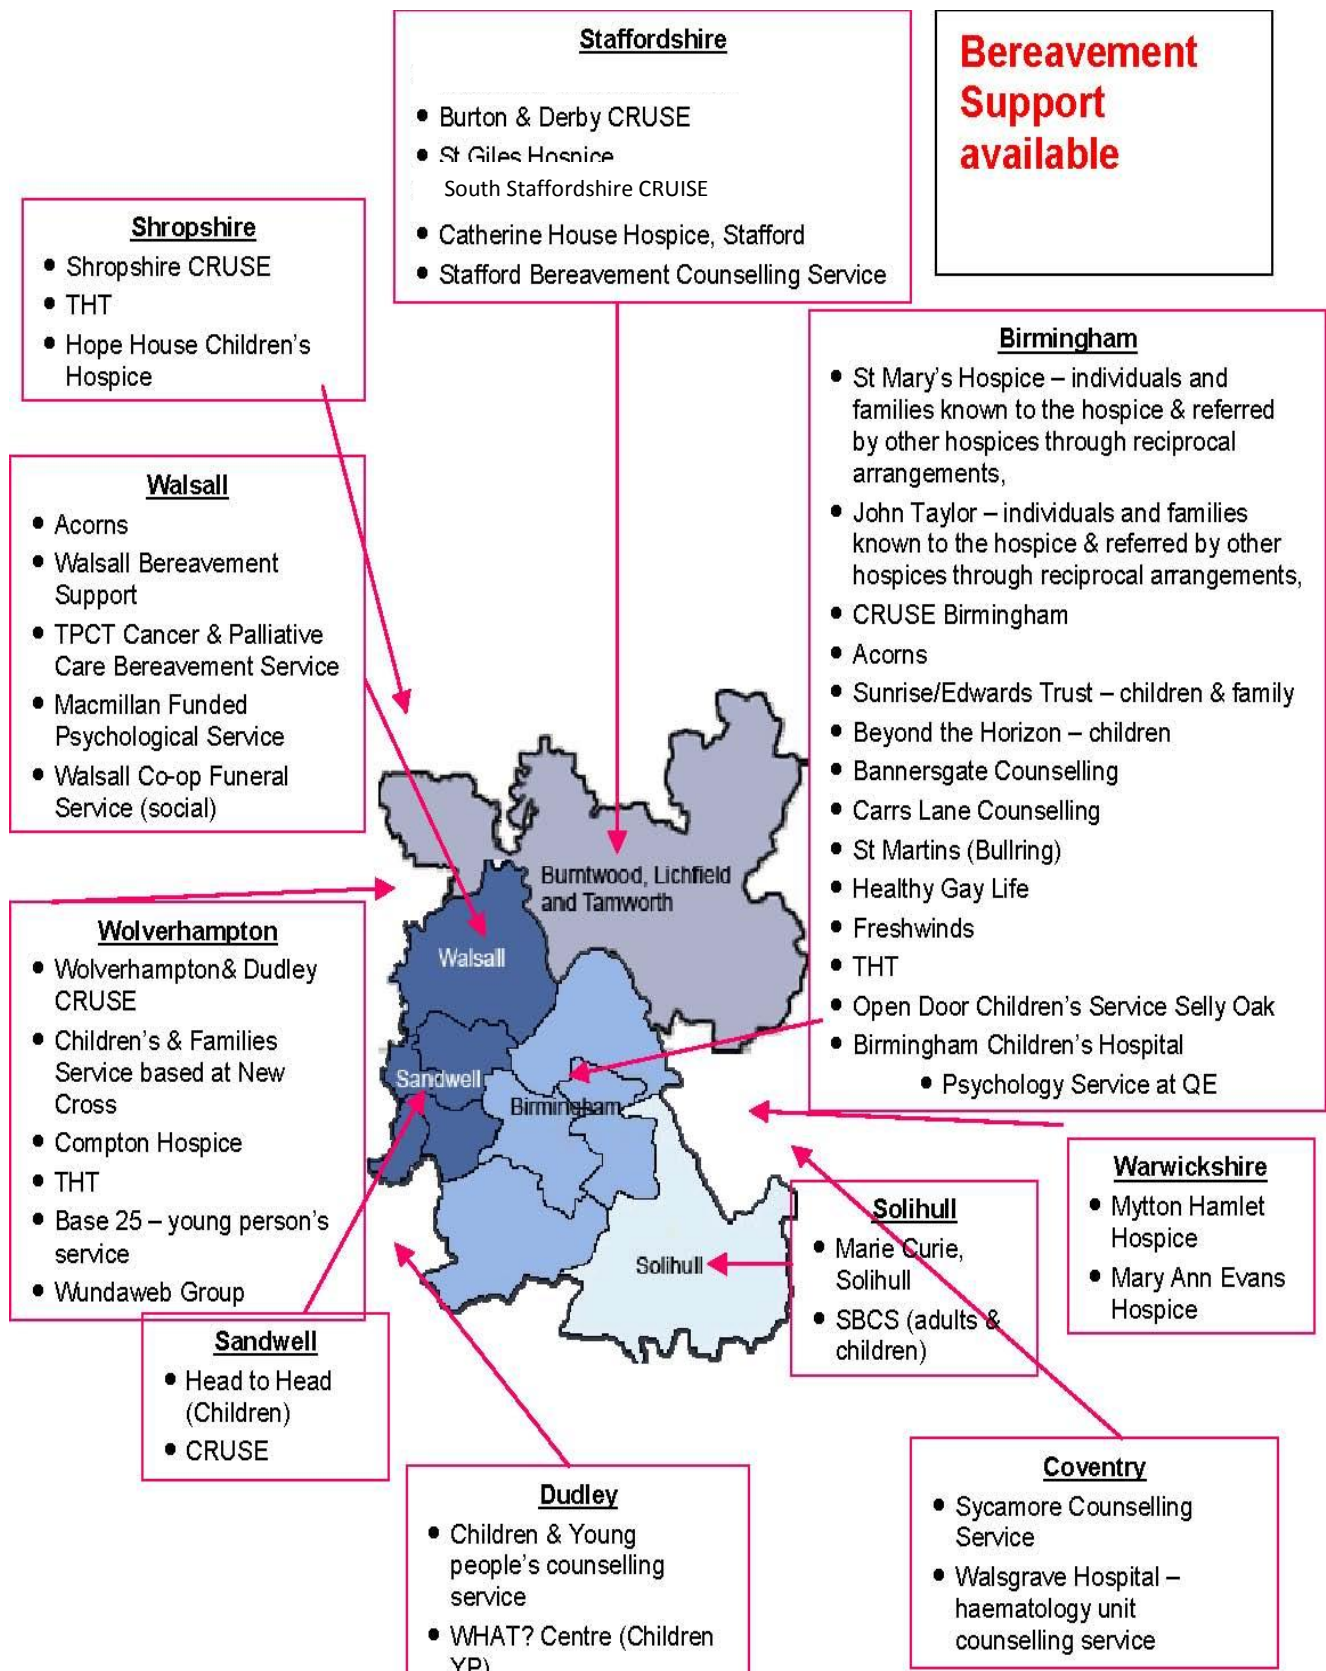 Staffordshire
• Burton & Derby CRUSE
• St Giles Hospice
South Staffordshire CRUISE
• Catherine House Hospice, Stafford
• Stafford Bereavement Counselling Service
Bereavement
Support
available
Shropshire
• Shropshire CRUSE
• THT
• Hope House Children's
Hospice
Birmingham
• St Mary's Hospice – individuals and
families known to the hospice & referred
by other hospices through reciprocal
arrangements,
• John Taylor – individuals and families
known to the hospice & referred by other
hospices through reciprocal arrangements,
• CRUSE Birmingham
• Acorns
• Sunrise/Edwards Trust – children & family
• Beyond the Horizon – children
• Bannersgate Counselling
• Carrs Lane Counselling
• St Martins (Bullring)
• Healthy Gay Life
• Freshwinds
• THT
• Open Door Children's Service Selly Oak
• Birmingham Children's Hospital
• Psychology Service at QE
Walsall
• Acorns
• Walsall Bereavement
Support
• TPCT Cancer & Palliative
Care Bereavement Service
• Macmillan Funded
Psychological Service
• Walsall Co-op Funeral
Service (social)
Burntwood, Lichfield
and Tamworth
Walsall
Sandwell
Birmingham
Solihull
Wolverhampton
• Wolverhampton& Dudley
CRUSE
• Children's & Families
Service based at New
Cross
• Compton Hospice
• THT
• Base 25 – young person's
service
• Wundaweb Group
Warwickshire
• Mytton Hamlet
Hospice
• Mary Ann Evans
Hospice
Solihull
• Marie Curie,
Solihull
• SBCS (adults &
children)
Sandwell
• Head to Head
(Children)
• CRUSE
Dudley
• Children & Young
people's counselling
service
• WHAT? Centre (Children
YP)
Coventry
• Sycamore Counselling
Service
• Walsgrave Hospital –
haematology unit
counselling service